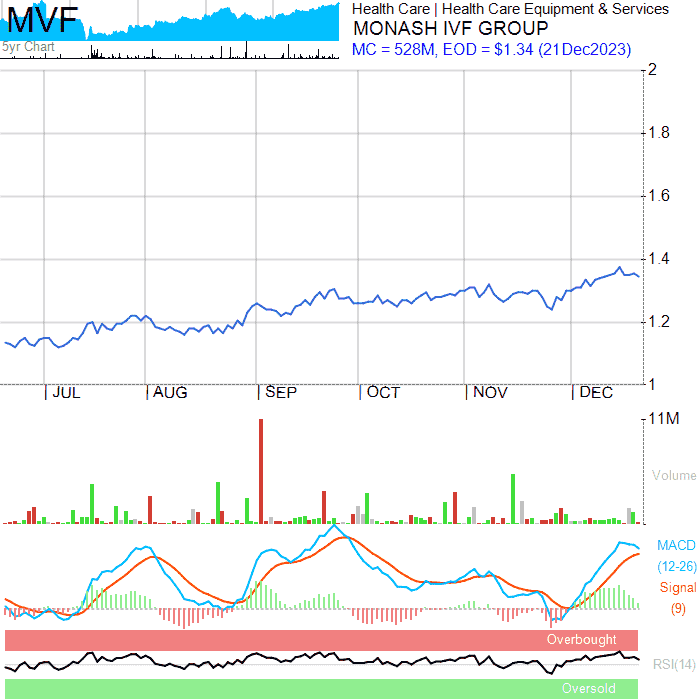 MVF
5yr Chart
Health Care | Health Care Equipment & Services
MONASH IVF GROUP
MC = 528M, EOD = $1.34 (21Dec2023)
2
1.8
1.6
1.4
1.2
1
JUL
AUG
SEP
OCT
NOV
DEC
11M
Volume
MACD
(12-26)
Signal
(9)
Overbought
RSI(14)
Oversold